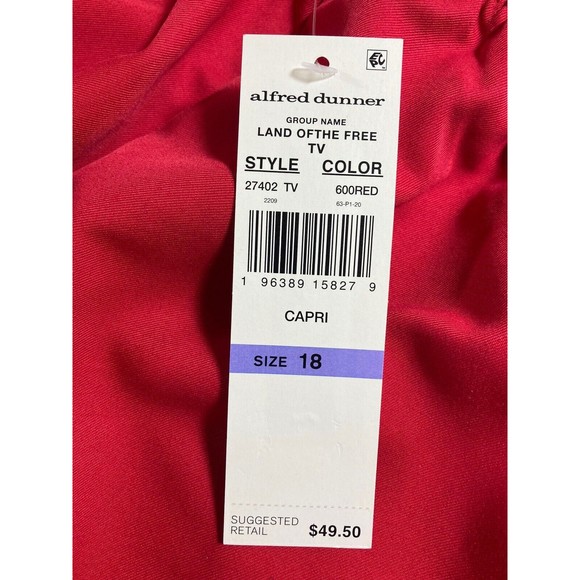 alfred dunner
GROUP NAME
LAND OFTHE FREE
TV
STYLE COLOR
27402 TV 600RED
2209 63-P1-20
1 96389 15827 9
CAPRI
SIZE 18
SUGGESTED
RETAIL $49.50